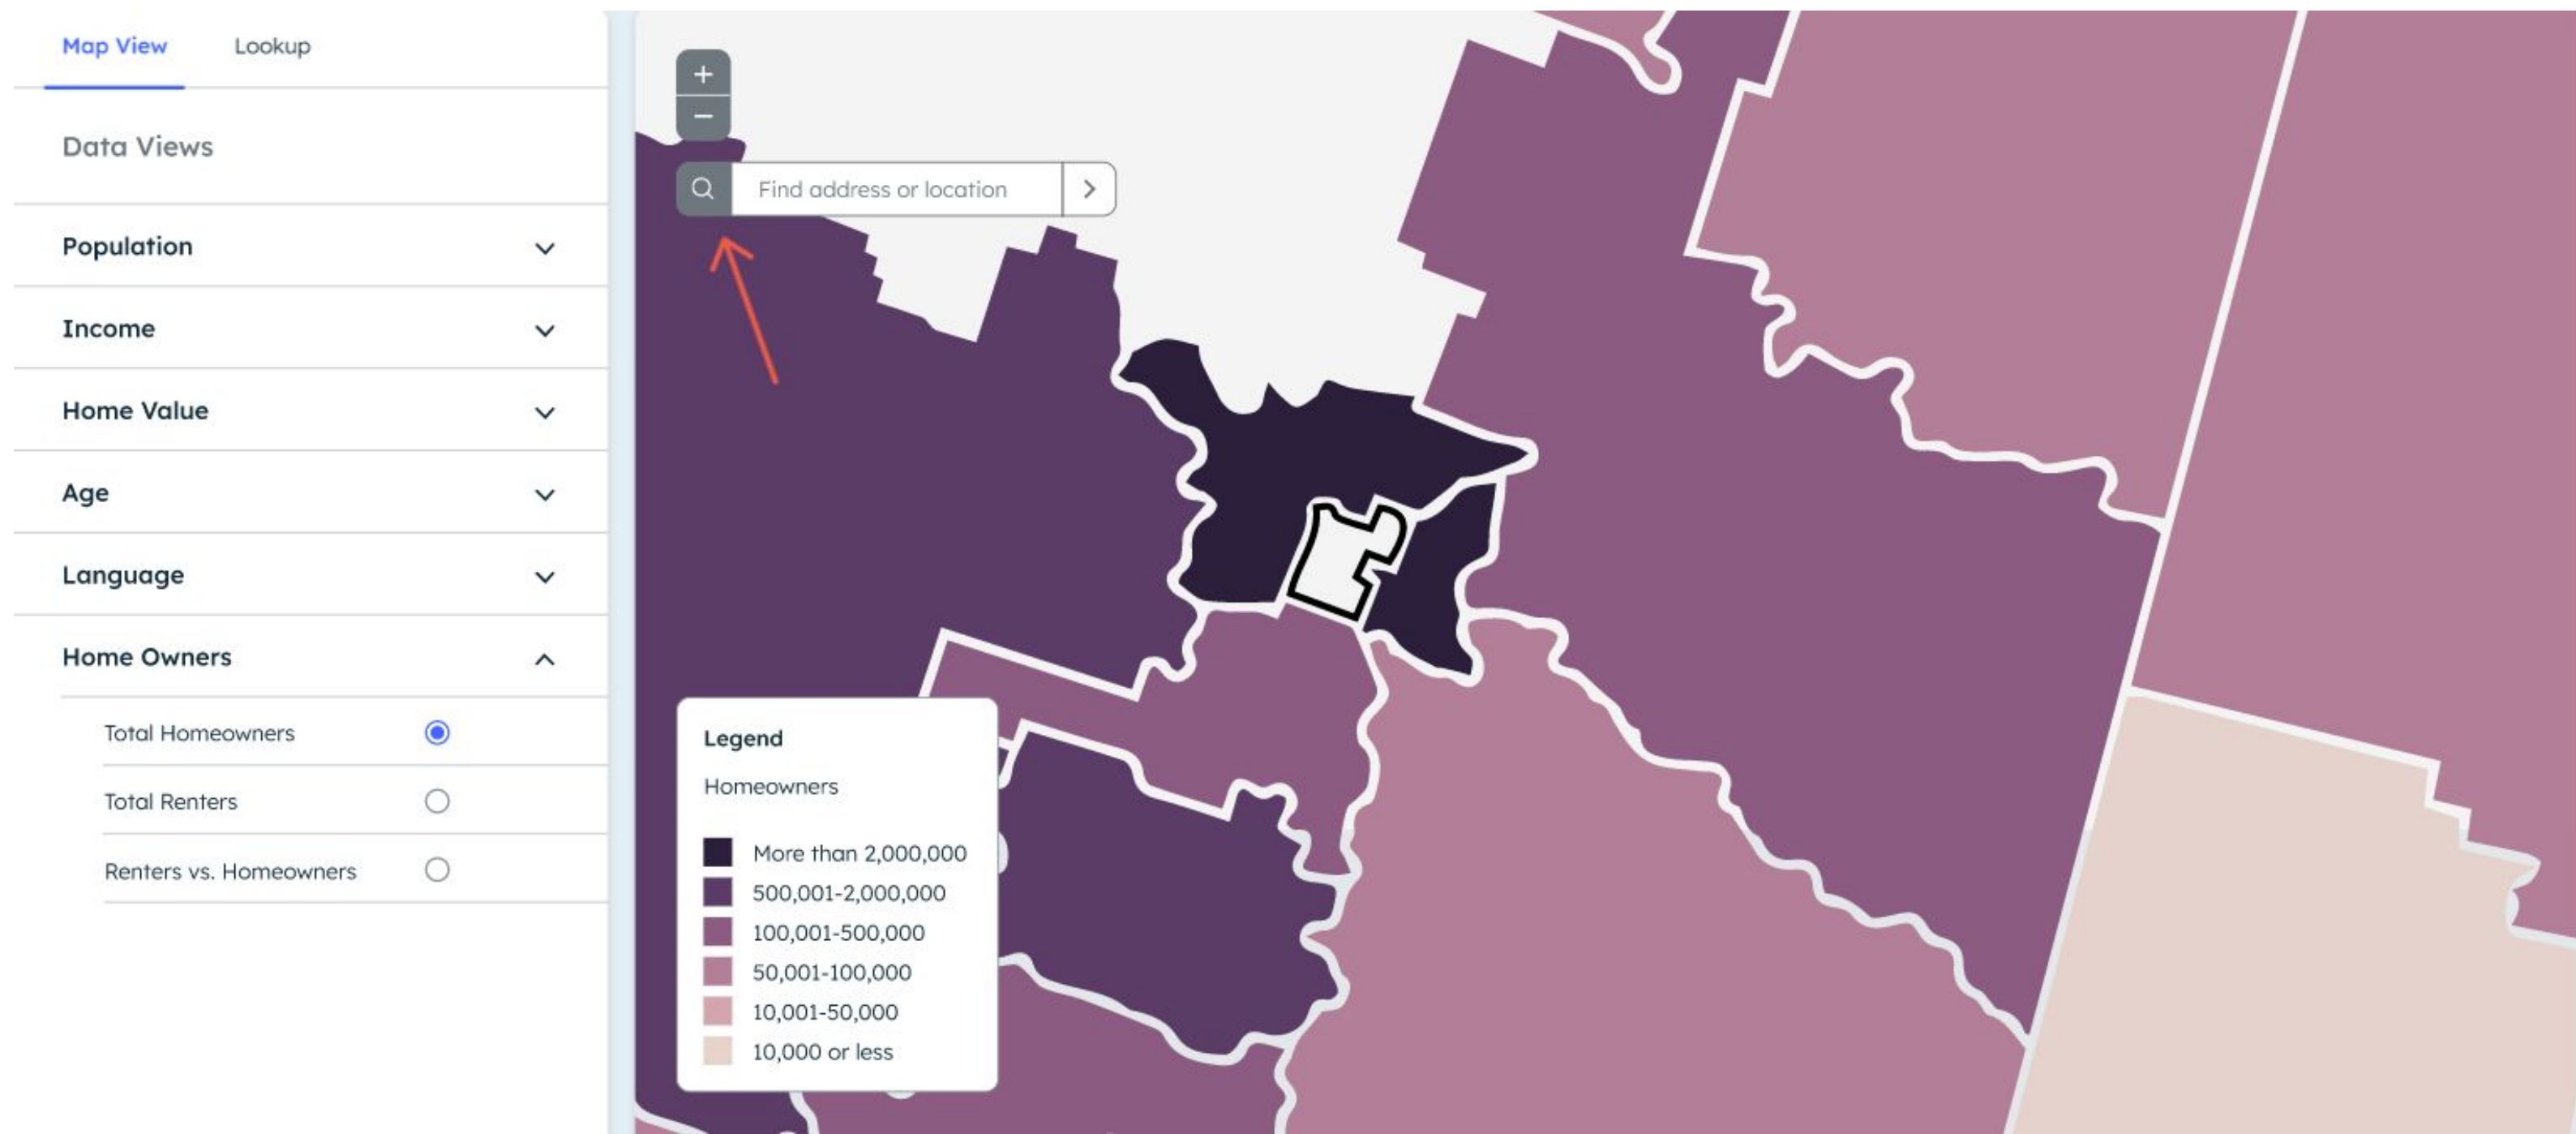 Map View
Lookup
Data Views
Population
Income
Home Value
Age
Language
Home Owners
Total Homeowners
Total Renters
Renters vs. Homeowners
+
−
Find address or location
Legend
Homeowners
More than 2,000,000
500,001-2,000,000
100,001-500,000
50,001-100,000
10,001-50,000
10,000 or less